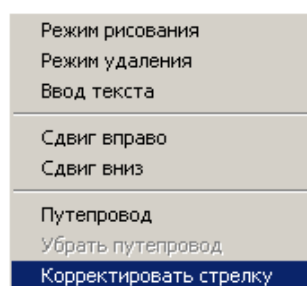 Режим рисования
Режим удаления
Ввод текста
Сдвиг вправо
Сдвиг вниз
Путепровод
Убрать путепровод
Корректировать стрелку